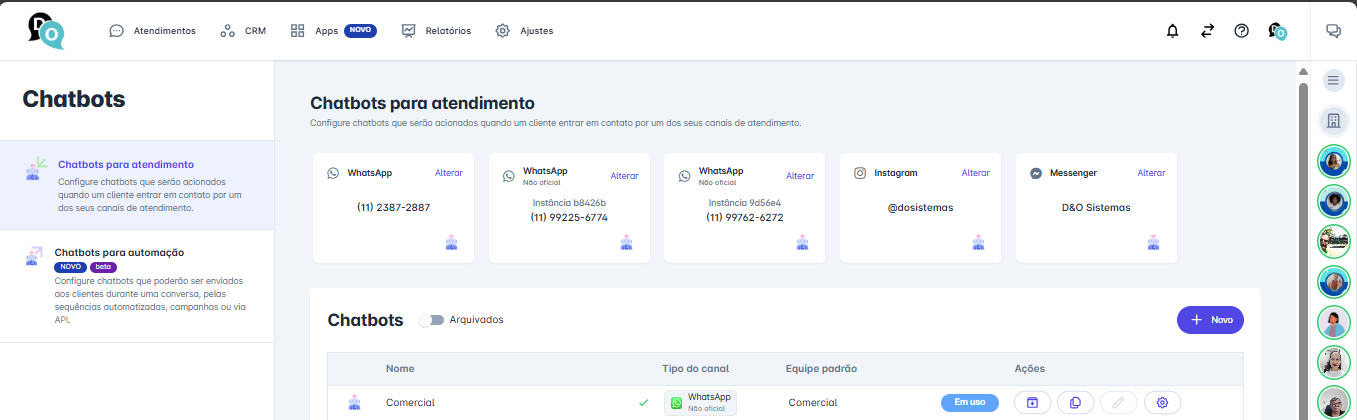 DO
Atendimentos
CRM
Apps NOVO
Relatórios
Ajustes
DO
Chatbots
Chatbots para atendimento
Configure chatbots que serão acionados
quando um cliente entrar em contato por um
dos seus canais de atendimento.
Chatbots para automação
NOVO beta
Configure chatbots que poderão ser enviados
aos clientes durante uma conversa, pelas
sequências automatizadas, campanhas ou via
API.
Chatbots para atendimento
Configure chatbots que serão acionados quando um cliente entrar em contato por um dos seus canais de atendimento.
WhatsApp Alterar
(11) 2387-2887
WhatsApp
Não oficial
Alterar
Instância b8426b
(11) 99225-6774
WhatsApp
Não oficial
Alterar
Instância 9d56e4
(11) 99762-6272
Instagram Alterar
@dosistemas
Messenger Alterar
D&O Sistemas
Chatbots Arquivados
+ Novo
Nome Tipo do canal Equipe padrão Ações
Comercial WhatsApp Comercial Em uso
Não oficial